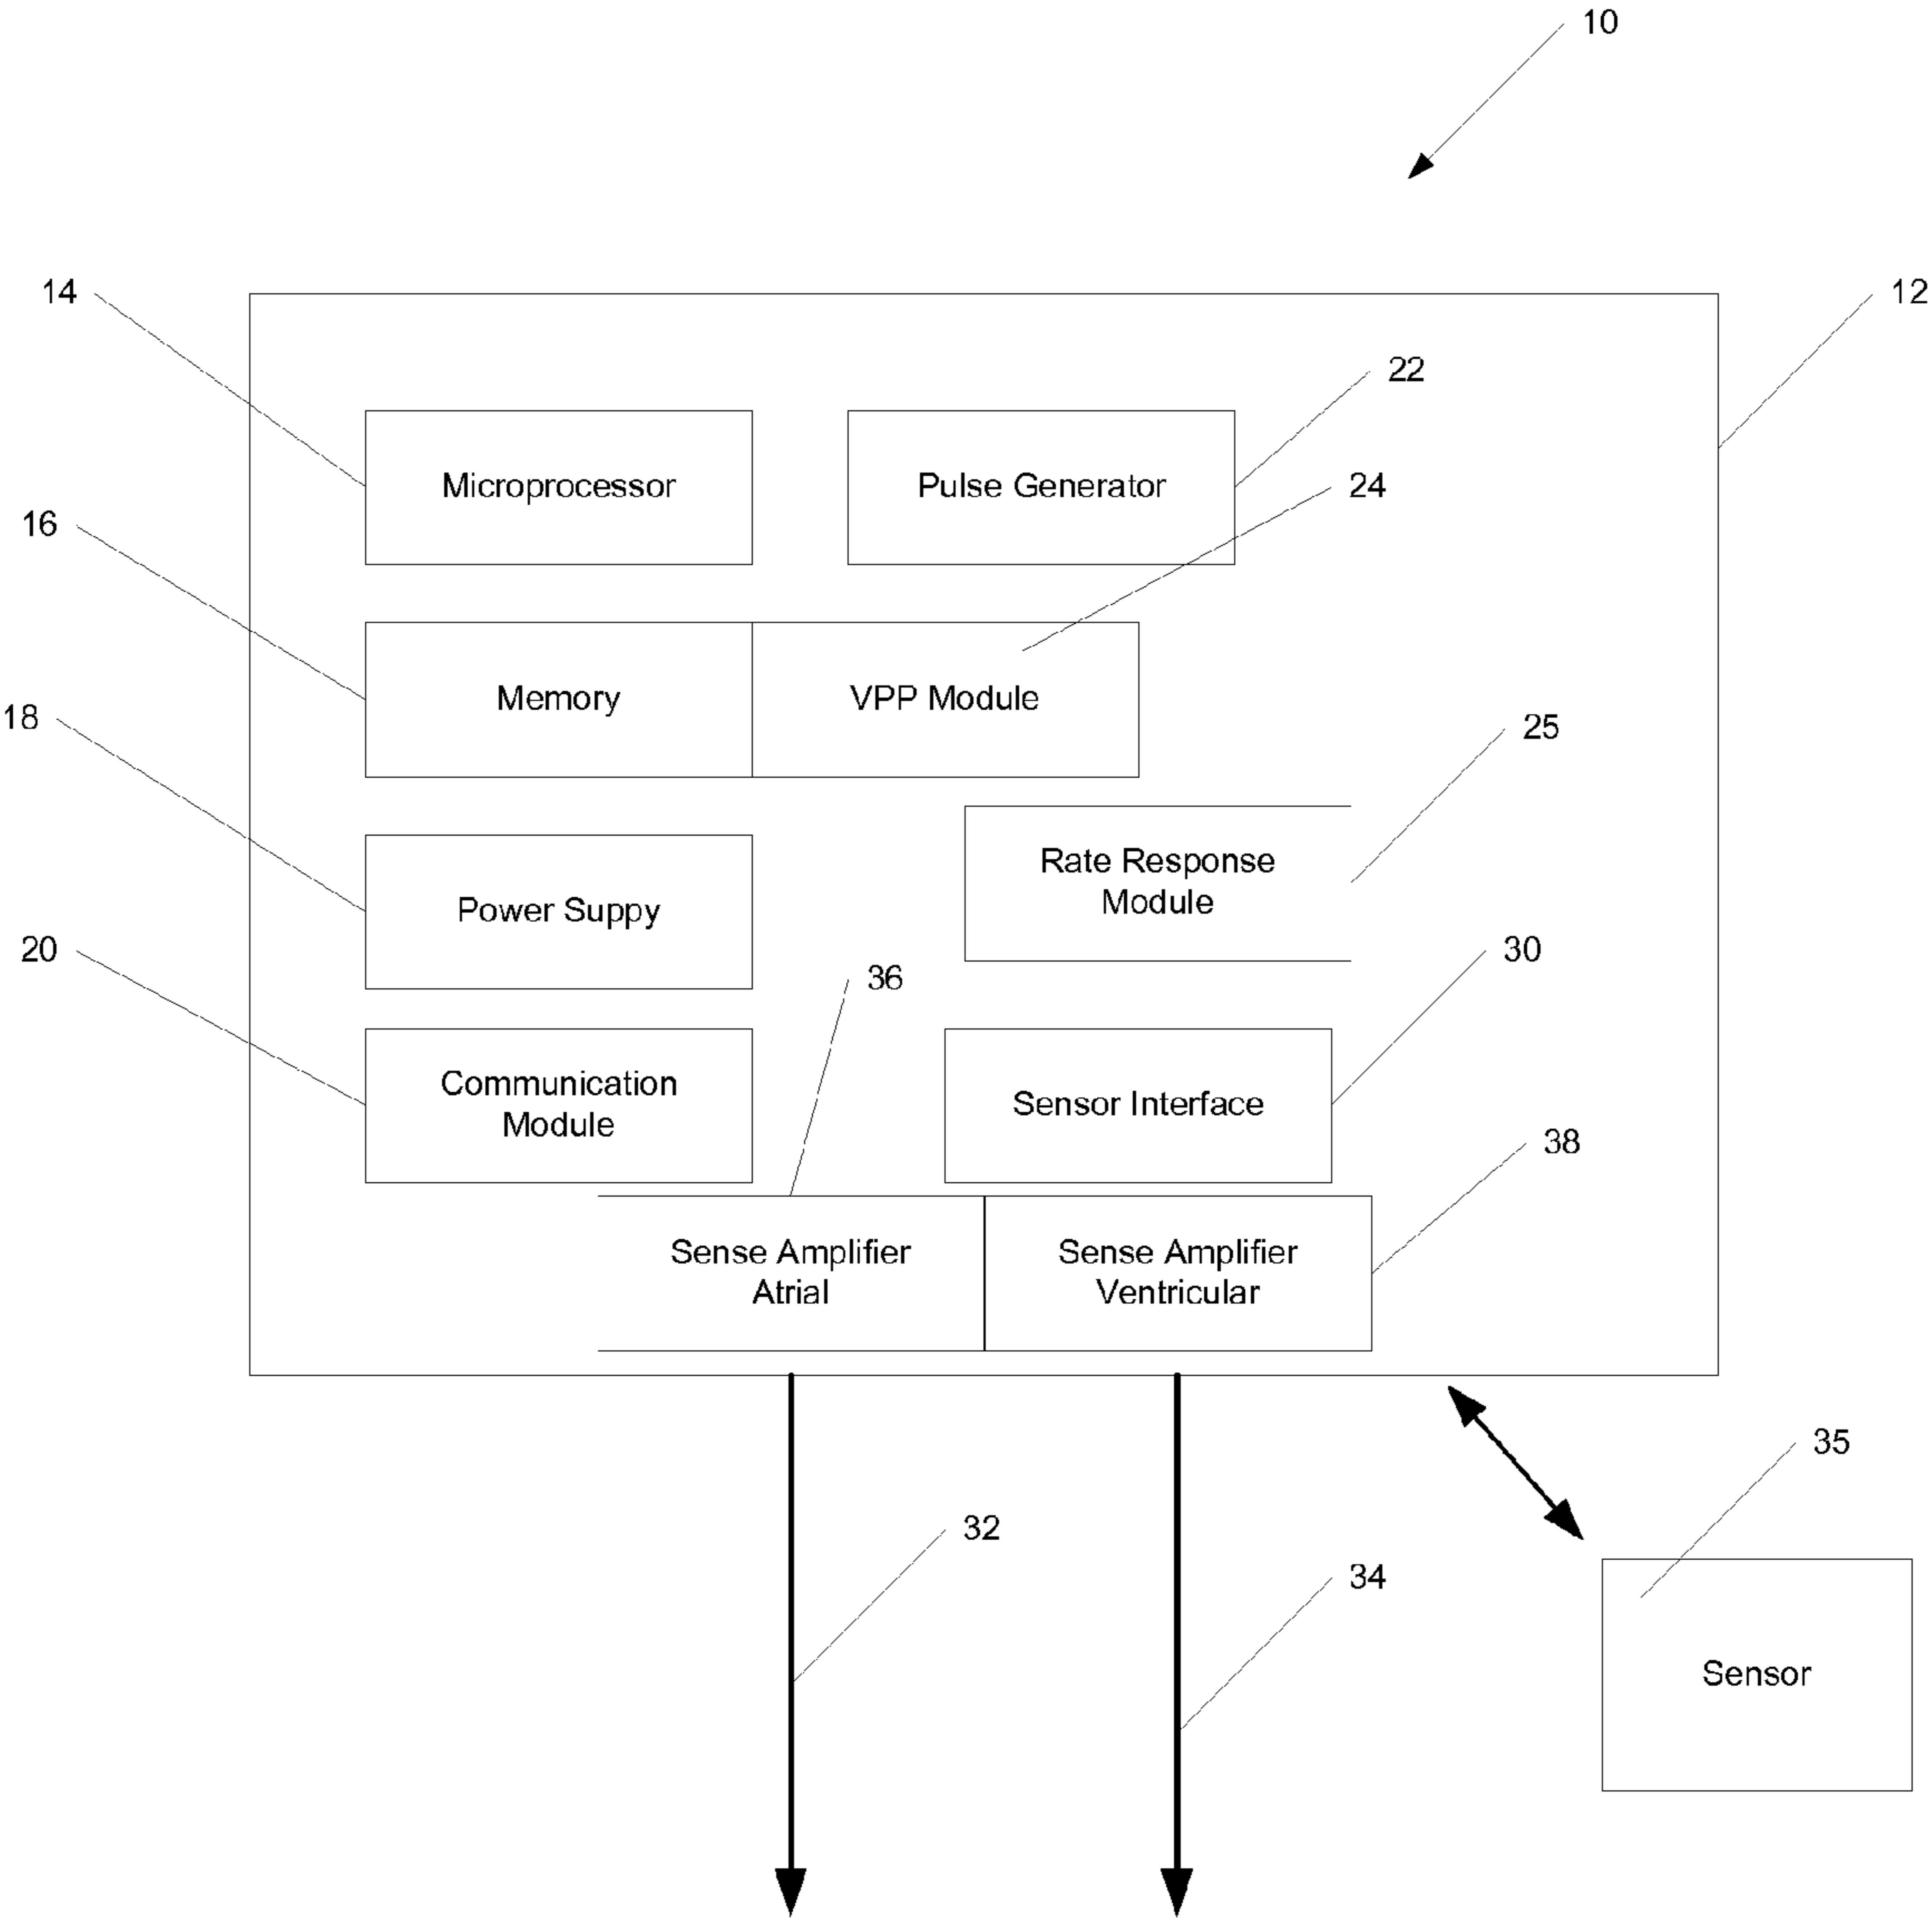 10
14
12
22
Microprocessor
Pulse Generator
24
16
Memory
VPP Module
18
25
Rate Response
Module
Power Suppy
20
36
30
Communication
Module
Sensor Interface
38
Sense Amplifier
Atrial
Sense Amplifier
Ventricular
35
32
34
Sensor